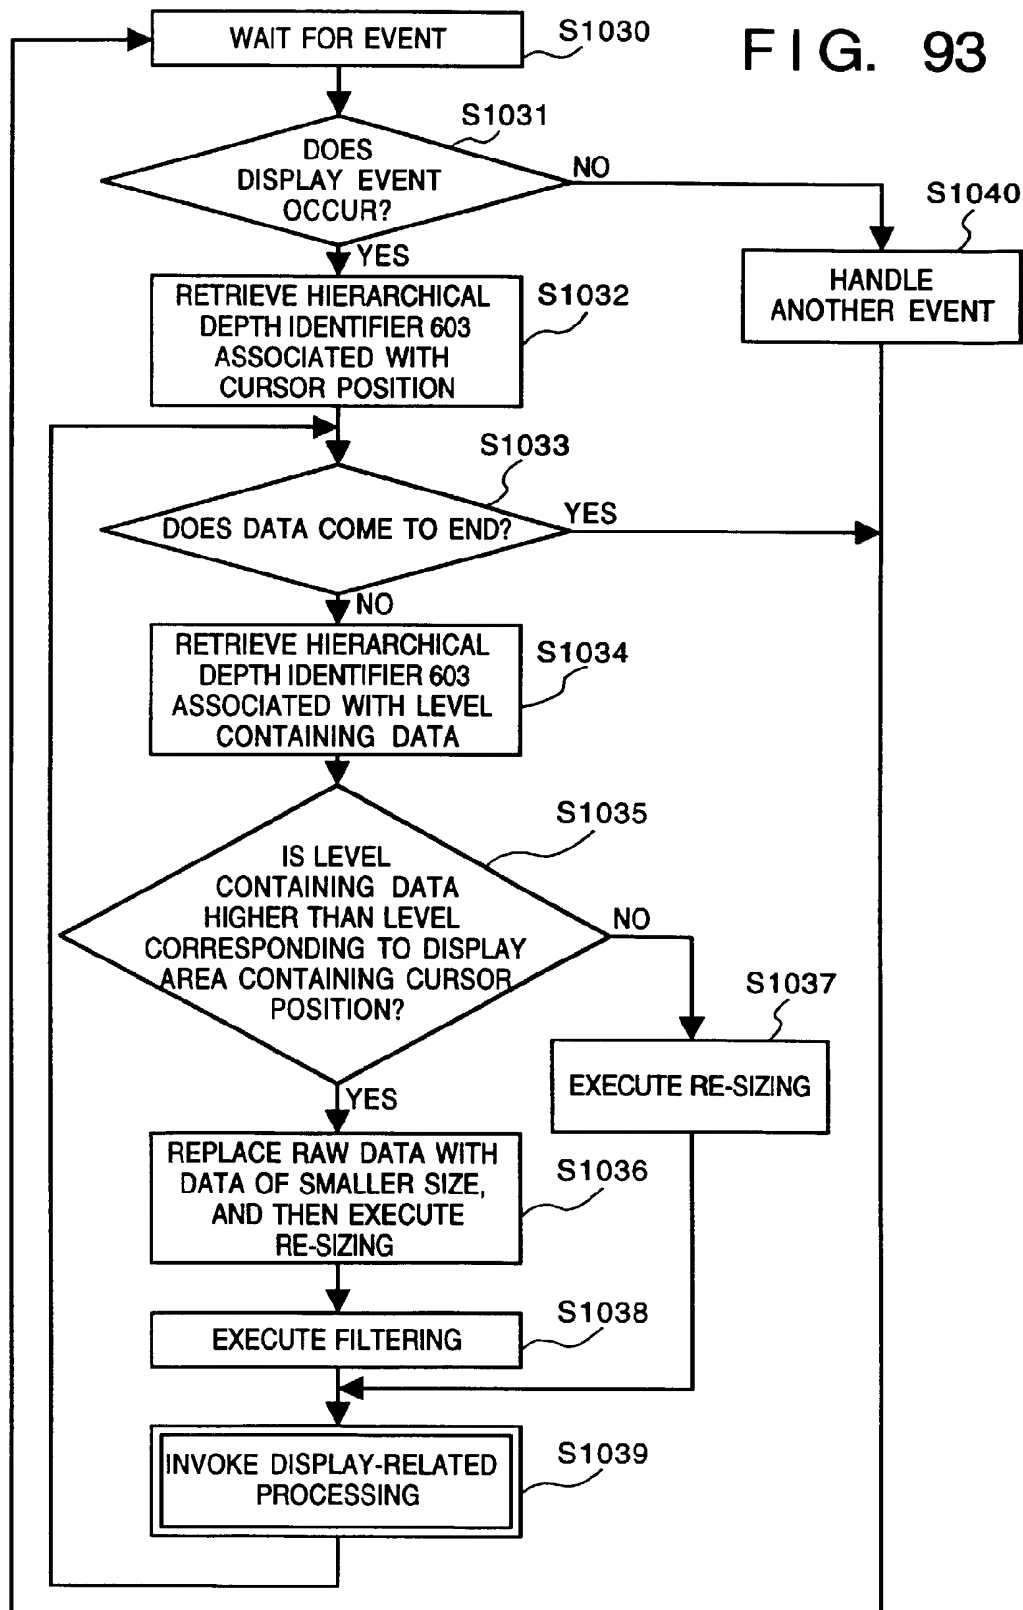 FIG. 93
WAIT FOR EVENT
S1030
S1031
DOES
DISPLAY EVENT
OCCUR?
NO
YES
S1040
HANDLE
ANOTHER EVENT
RETRIEVE HIERARCHICAL
DEPTH IDENTIFIER 603
ASSOCIATED WITH
CURSOR POSITION
S1032
S1033
DOES DATA COME TO END?
YES
NO
RETRIEVE HIERARCHICAL
DEPTH IDENTIFIER 603
ASSOCIATED WITH LEVEL
CONTAINING DATA
S1034
S1035
IS LEVEL
CONTAINING DATA
HIGHER THAN LEVEL
CORRESPONDING TO DISPLAY
AREA CONTAINING CURSOR
POSITION?
NO
YES
S1037
EXECUTE RE-SIZING
REPLACE RAW DATA WITH
DATA OF SMALLER SIZE,
AND THEN EXECUTE
RE-SIZING
S1036
EXECUTE FILTERING
S1038
INVOKE DISPLAY-RELATED
PROCESSING
S1039